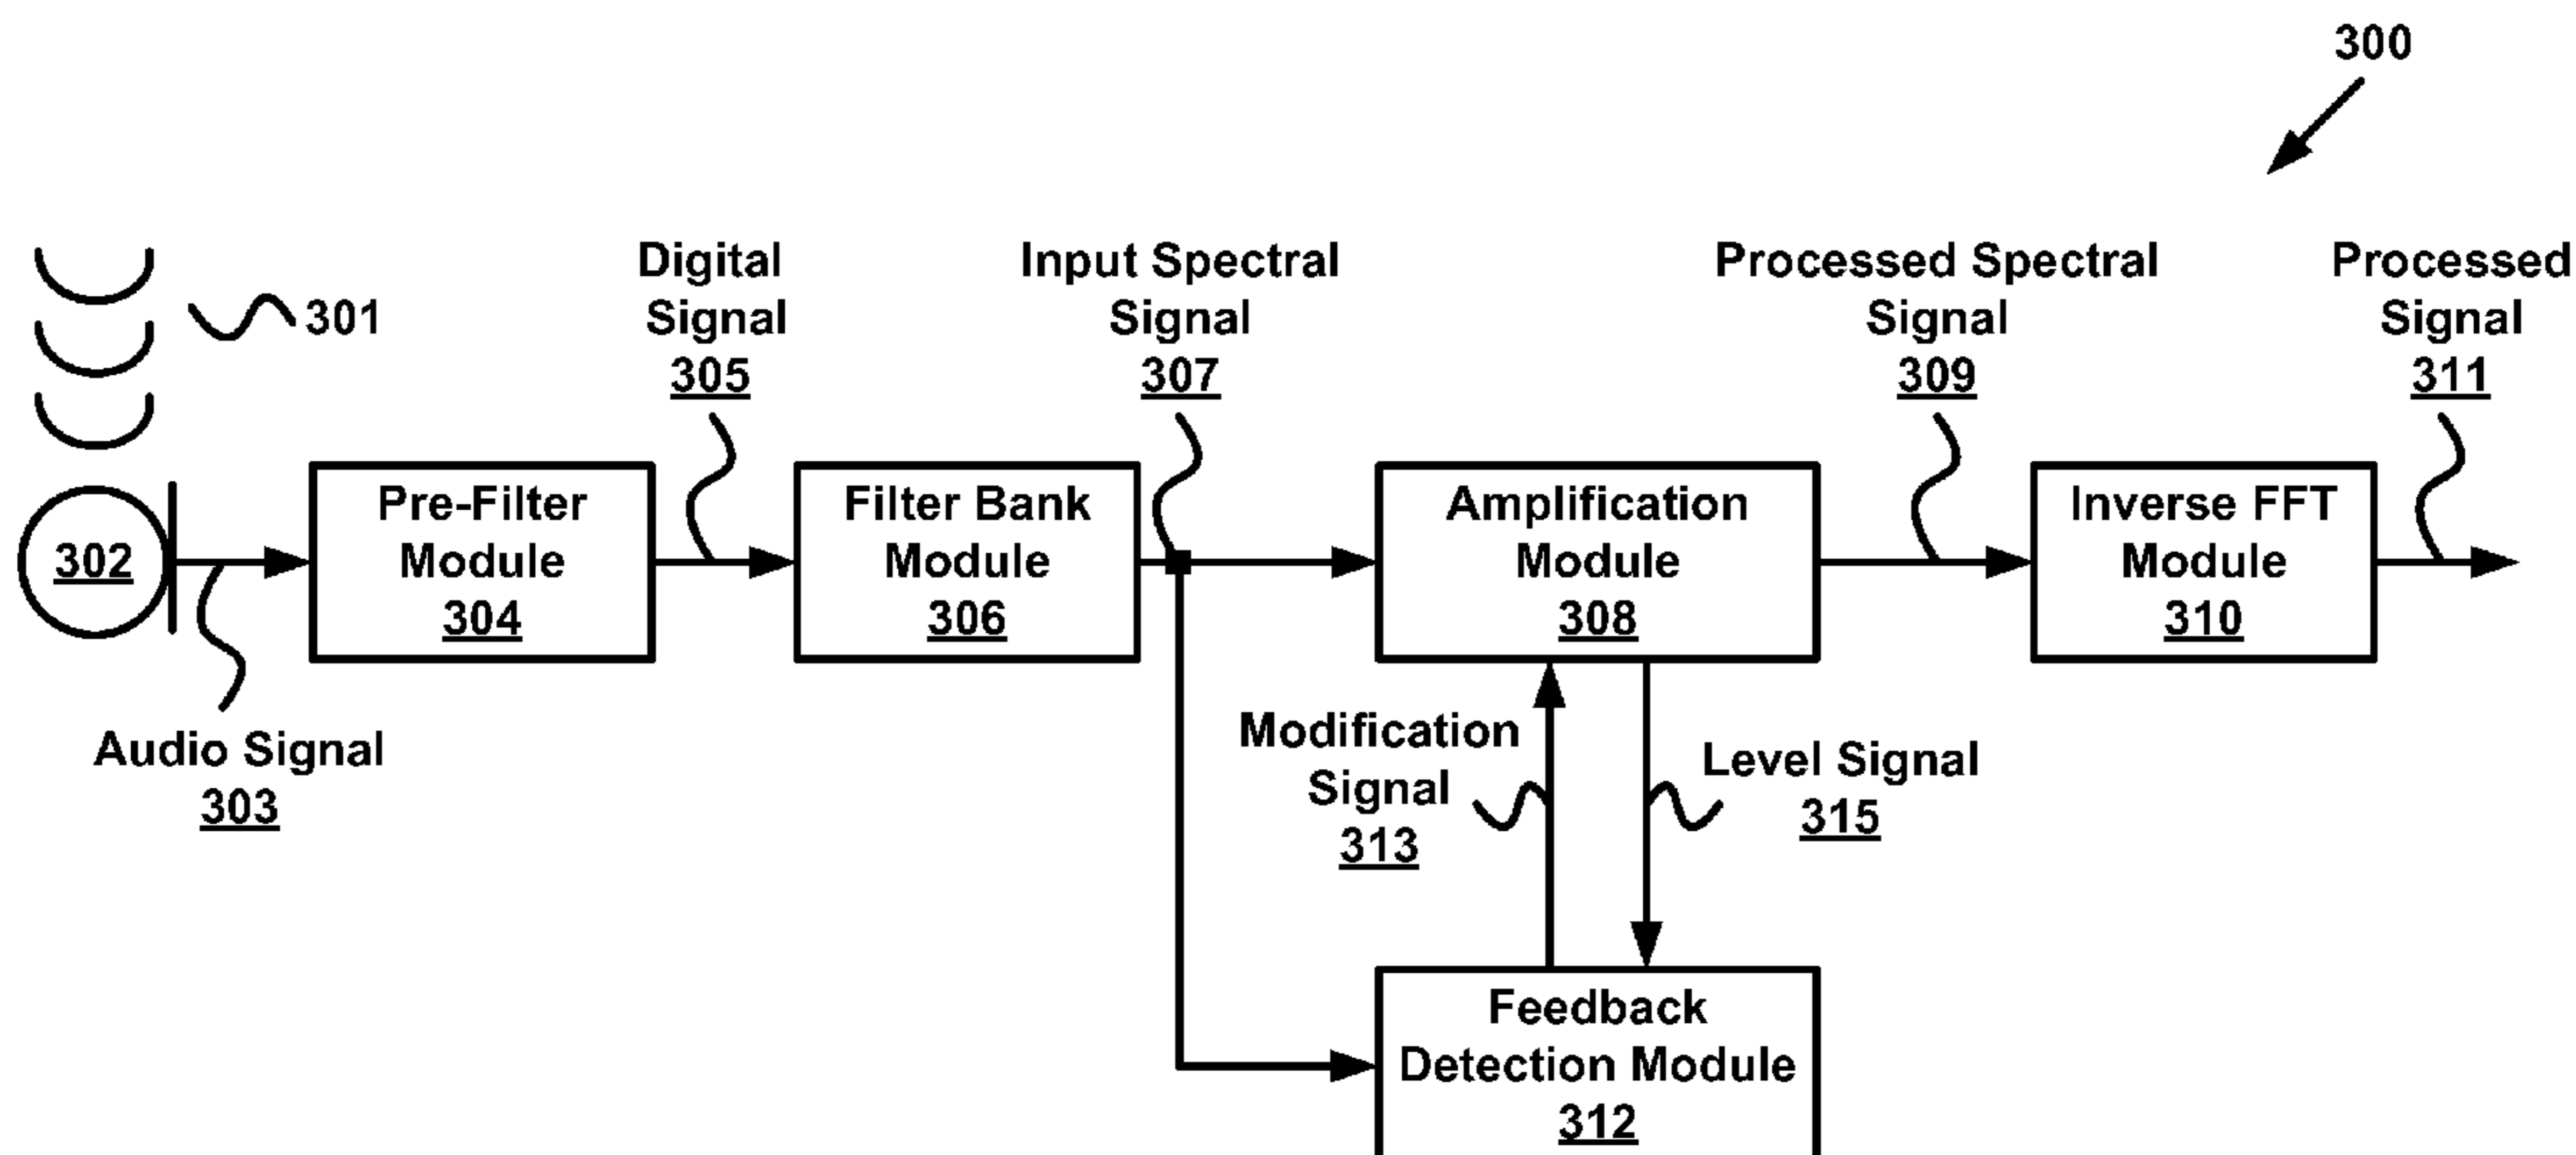 300
301
Digital
Signal
305
Input Spectral
Signal
307
Processed Spectral
Signal
309
Processed
Signal
311
302
Pre-Filter
Module
304
Filter Bank
Module
306
Amplification
Module
308
Inverse FFT
Module
310
Audio Signal
303
Modification
Signal
313
Level Signal
315
Feedback
Detection Module
312